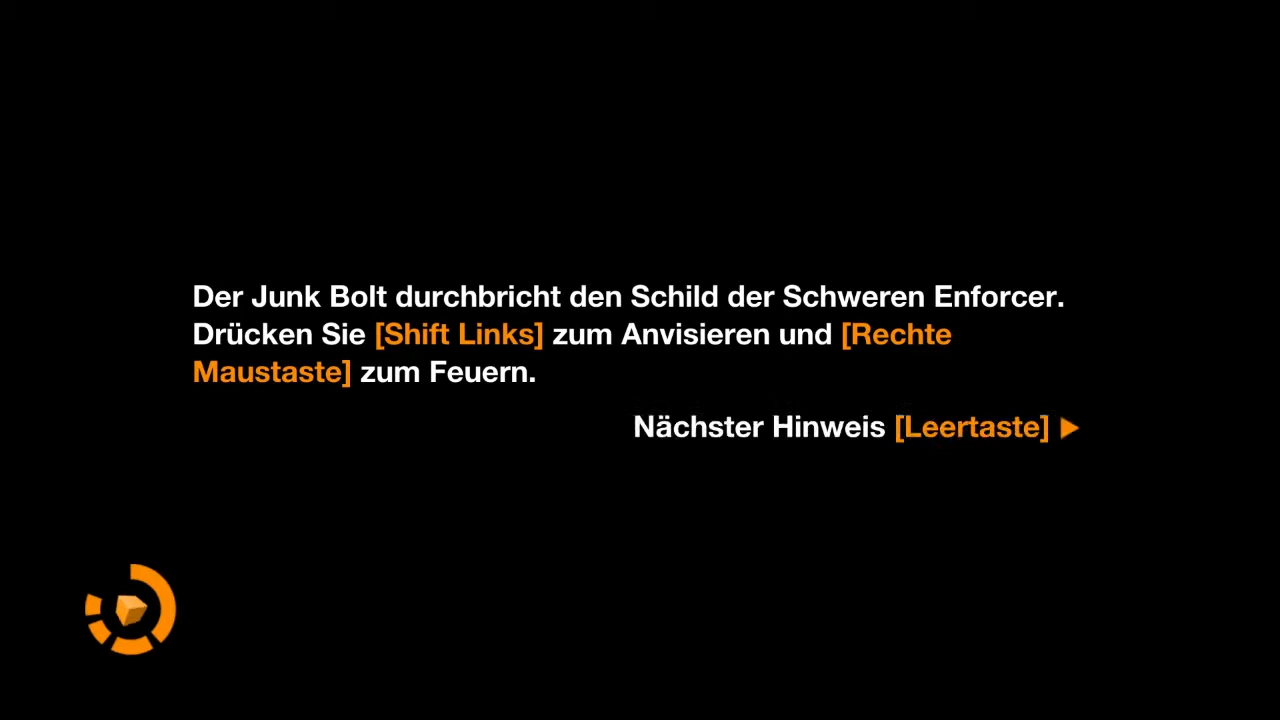 Der Junk Bolt durchbricht den Schild der Schweren Enforcer.
Drücken Sie [Shift Links] zum Anvisieren und [Rechte
Maustaste] zum Feuern.
Nächster Hinweis [Leertaste]